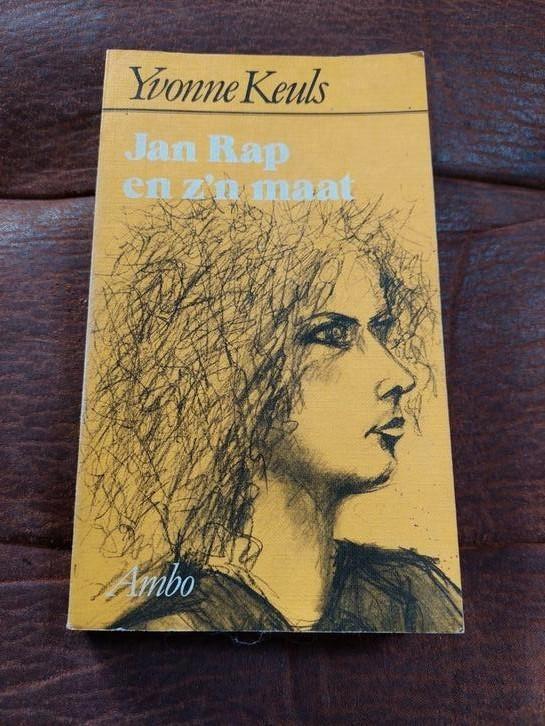 Yvonne Keuls
Jan Rap
en z'n maat
Ambo